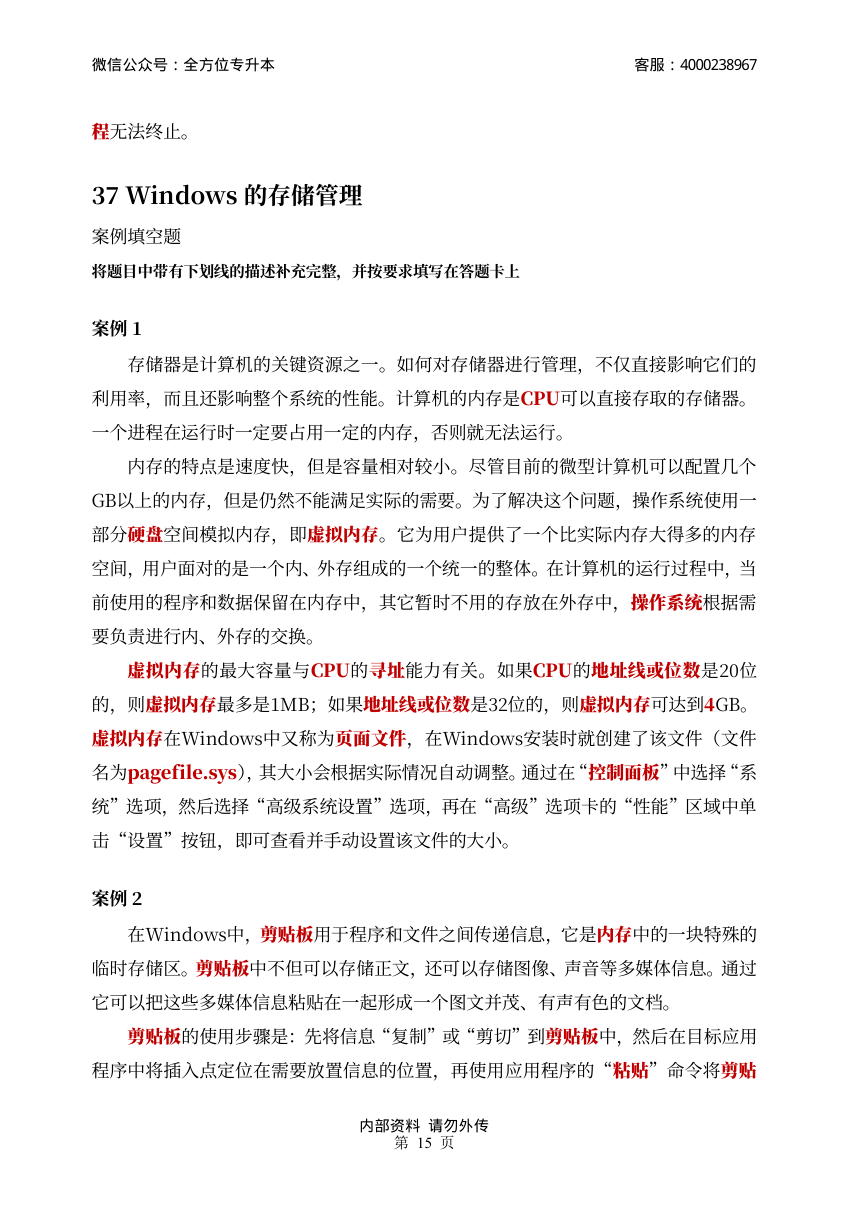 微信公众号：全方位专升本 客服：4000238967
程无法终止。
37 Windows 的存储管理
案例填空题
将题目中带有下划线的描述补充完整，并按要求填写在答题卡上
案例 1
存储器是计算机的关键资源之一。如何对存储器进行管理，不仅直接影响它们的
利用率，而且还影响整个系统的性能。计算机的内存是CPU可以直接存取的存储器。
一个进程在运行时一定要占用一定的内存，否则就无法运行。
内存的特点是速度快，但是容量相对较小。尽管目前的微型计算机可以配置几个
GB以上的内存，但是仍然不能满足实际的需要。为了解决这个问题，操作系统使用一
部分硬盘空间模拟内存，即虚拟内存。它为用户提供了一个比实际内存大得多的内存
空间，用户面对的是一个内、外存组成的一个统一的整体。在计算机的运行过程中，当
前使用的程序和数据保留在内存中，其它暂时不用的存放在外存中，操作系统根据需
要负责进行内、外存的交换。
虚拟内存的最大容量与CPU的寻址能力有关。如果CPU的地址线或位数是20位
的，则虚拟内存最多是1MB；如果地址线或位数是32位的，则虚拟内存可达到4GB。
虚拟内存在Windows中又称为页面文件，在Windows安装时就创建了该文件（文件
名为pagefile.sys），其大小会根据实际情况自动调整。通过在“控制面板”中选择“系
统”选项，然后选择“高级系统设置”选项，再在“高级”选项卡的“性能”区域中单
击“设置”按钮，即可查看并手动设置该文件的大小。
案例 2
在Windows中，剪贴板用于程序和文件之间传递信息，它是内存中的一块特殊的
临时存储区。剪贴板中不但可以存储正文，还可以存储图像、声音等多媒体信息。通过
它可以把这些多媒体信息粘贴在一起形成一个图文并茂、有声有色的文档。
剪贴板的使用步骤是：先将信息“复制”或“剪切”到剪贴板中，然后在目标应用
程序中将插入点定位在需要放置信息的位置，再使用应用程序的“粘贴”命令将剪贴
内部资料 请勿外传
第 15 页